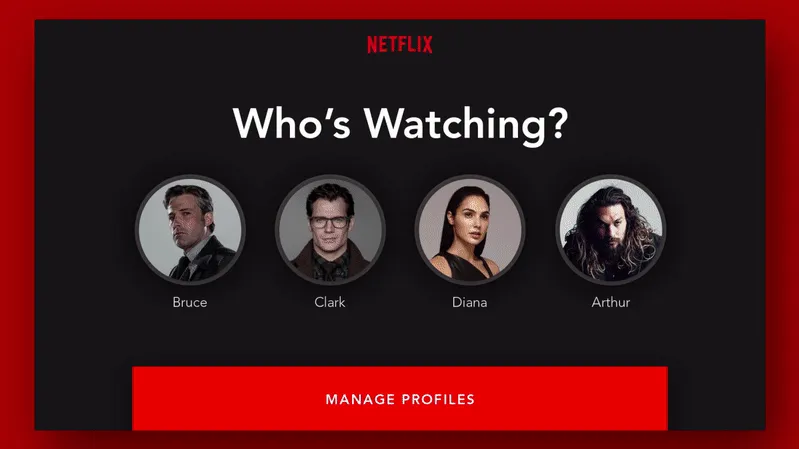 NETFLIX
Who's Watching?
Bruce
Clark
Diana
Arthur
MANAGE PROFILES